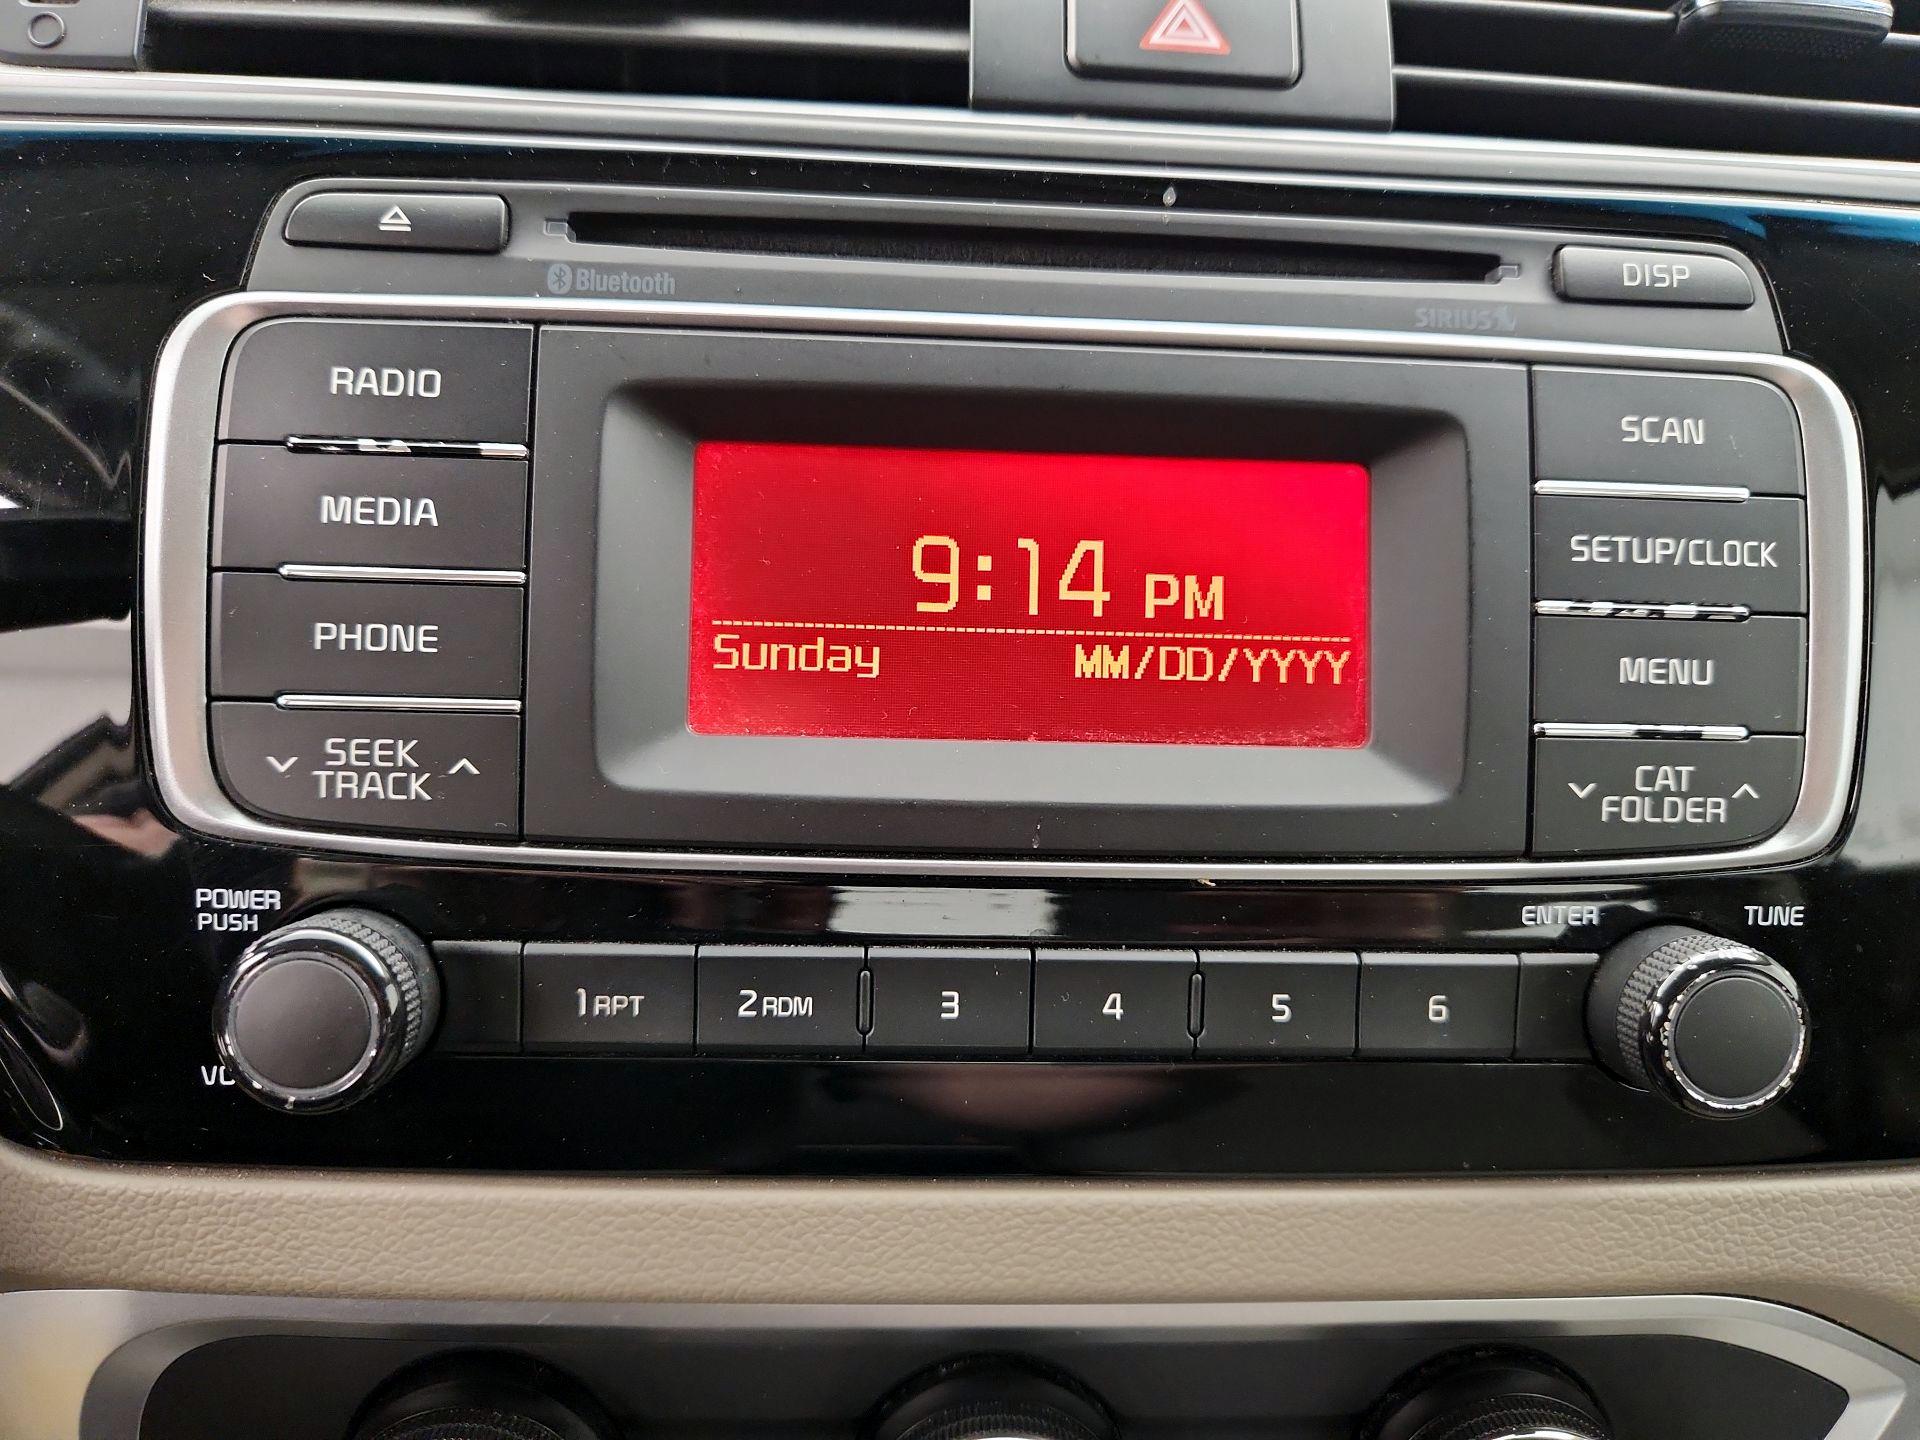 Bluetooth
DISP
SIRIUS
RADIO
SCAN
MEDIA
SETUP/CLOCK
9:14 PM
Sunday MM/DD/YYYY
PHONE
MENU
SEEK
TRACK
CAT
FOLDER
POWER
PUSH
ENTER
TUNE
1 RPT
2 RDM
3
4
5
6